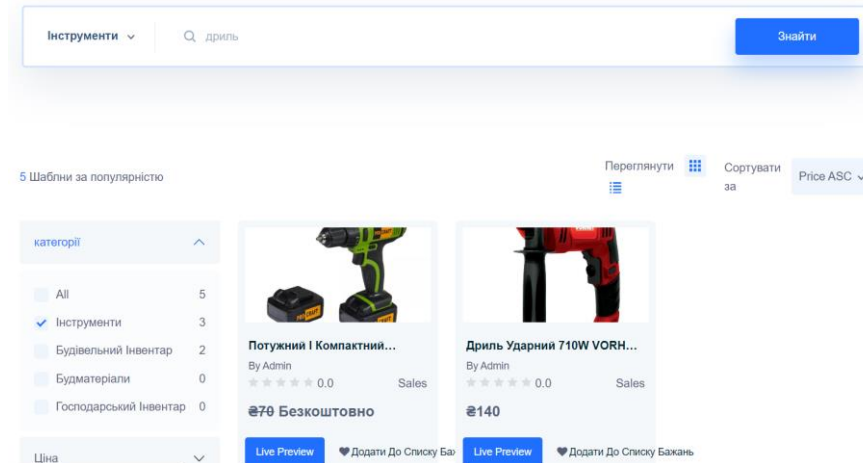 Інструменти
дриль
Знайти
5 Шаблни за популярністю
Переглянути
Сортувати
за
Price ASC
категорії
All 5
Інструменти 3
Будівельний Інвентар 2
Будматеріали 0
Господарський Інвентар 0
Ціна
Потужний І Компактний...
By Admin
0.0 Sales
₴70 Безкоштовно
Live Preview Додати До Списку Баж
Дриль Ударний 710W VORH...
By Admin
0.0 Sales
₴140
Live Preview Додати До Списку Бажань